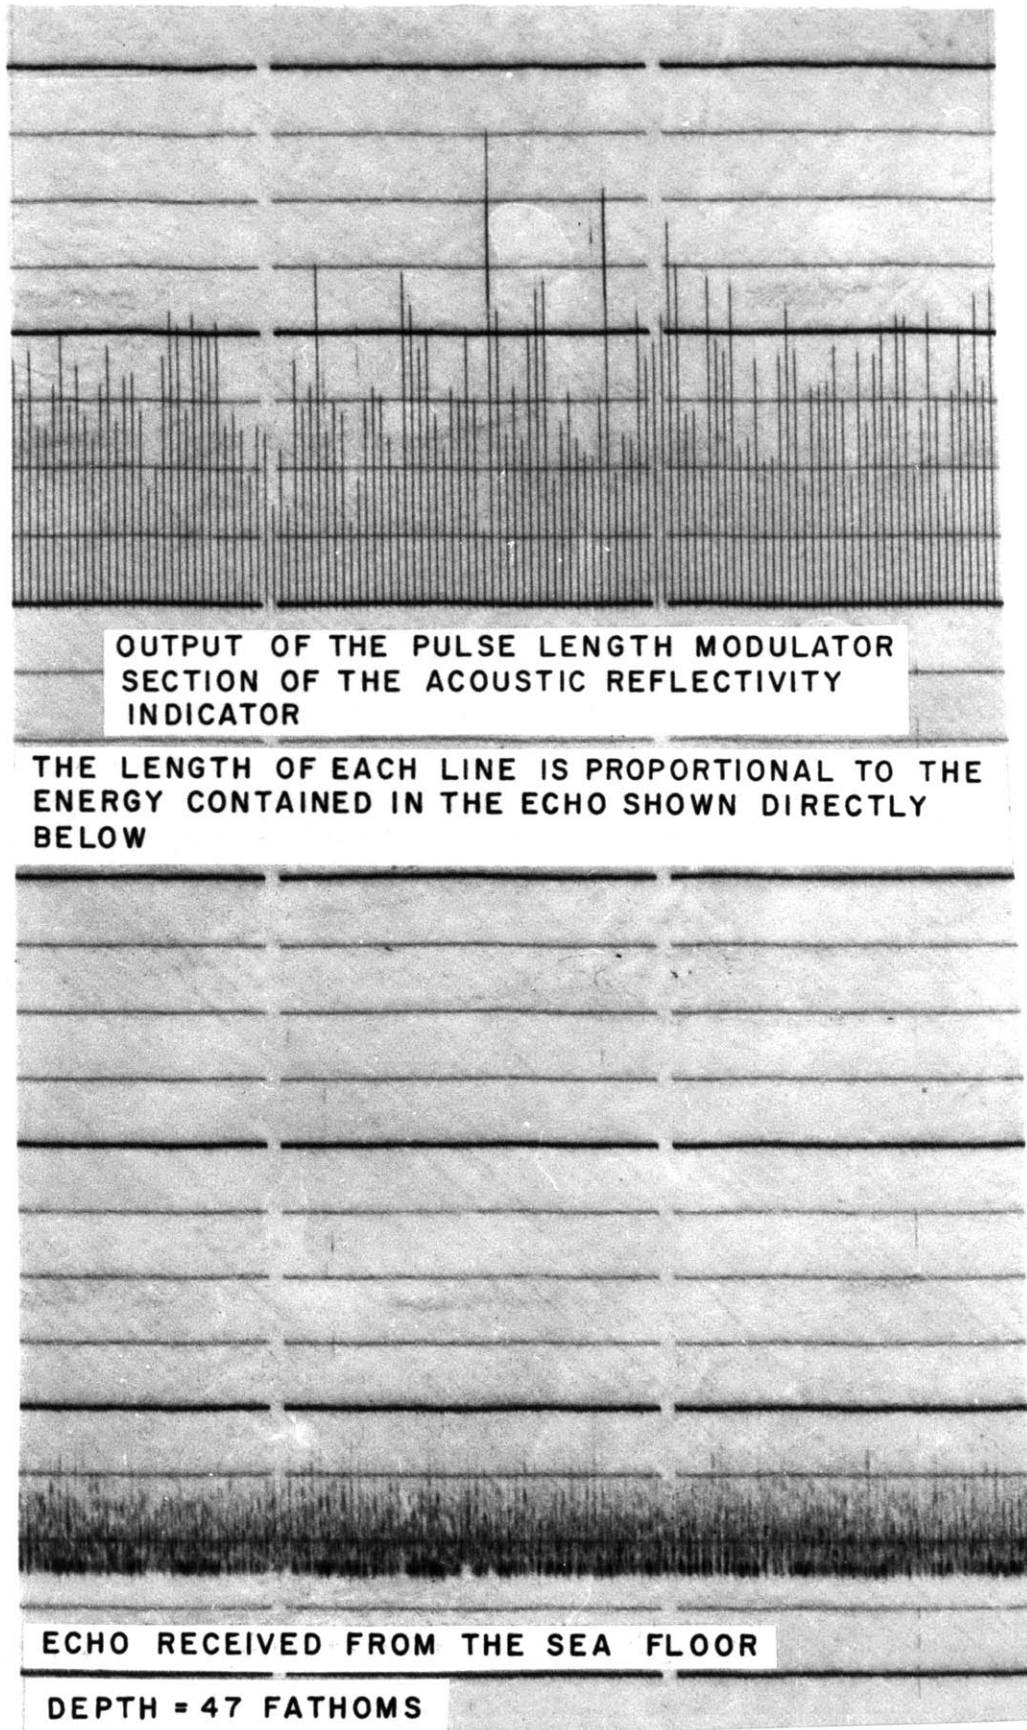 OUTPUT OF THE PULSE LENGTH MODULATOR
SECTION OF THE ACOUSTIC REFLECTIVITY
INDICATOR
THE LENGTH OF EACH LINE IS PROPORTIONAL TO THE
ENERGY CONTAINED IN THE ECHO SHOWN DIRECTLY
BELOW
ECHO RECEIVED FROM THE SEA FLOOR
DEPTH = 47 FATHOMS